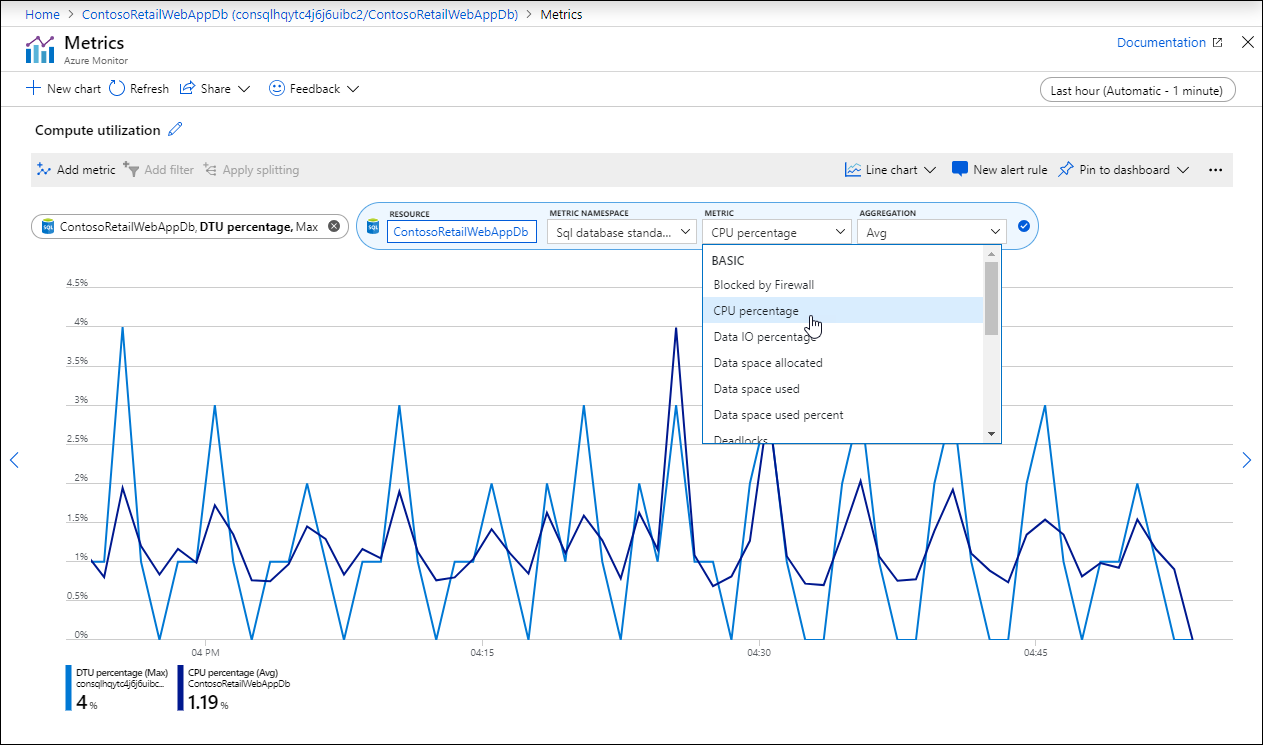 Home > ContosoRetailWebAppDb (consqlhqytc4j6j6uibc2/ContosoRetailWebAppDb) > Metrics
Metrics
Azure Monitor
Documentation
New chart Refresh Share Feedback
Last hour (Automatic - 1 minute)
Compute utilization
Add metric Add filter Apply splitting
Line chart New alert rule Pin to dashboard ...
ContosoRetailWebAppDb, DTU percentage, Max
RESOURCE METRIC NAMESPACE METRIC AGGREGATION
SQL ContosoRetailWebAppDb Sql database standa... CPU percentage Avg
BASIC
Blocked by Firewall
CPU percentage
Data IO percentage
Data space allocated
Data space used
Data space used percent
Deadlocks
4.5%
4%
3.5%
3%
2.5%
2%
1.5%
1%
0.5%
0%
04 PM 04:15 04:30 04:45
DTU percentage (Max)
consqlhqytc4j6j6uibc...
4 %
CPU percentage (Avg)
ContosoRetailWebAppDb
1.19 %